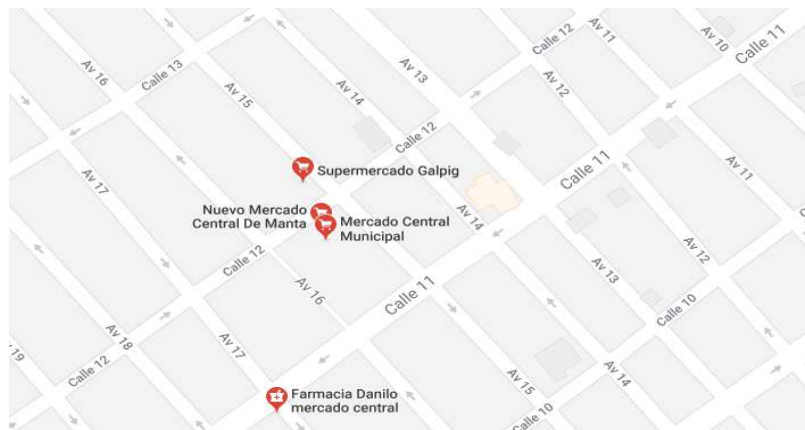 Av 11
Av 10
Calle 11
Calle 12
Av 16
Calle 13
Av 15
Av 13
Av 14
Av 12
Calle 12
Av 11
Supermercado Galpig
Calle 11
Av 17
Nuevo Mercado
Central De Manta
Mercado Central
Municipal
Av 14
Av 12
Calle 12
Av 13
Av 16
Calle 11
Calle 10
Av 18
Av 17
19
Calle 12
Av 15
Av 14
Farmacia Danilo
mercado central
Calle 10